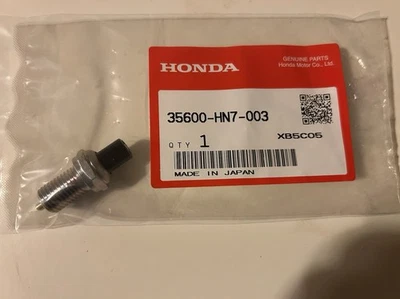 HONDA
GENUINE PARTS
Honda Motor Co., Ltd.
35600-HN7-003
QTY 1
XB5C05
MADE IN JAPAN